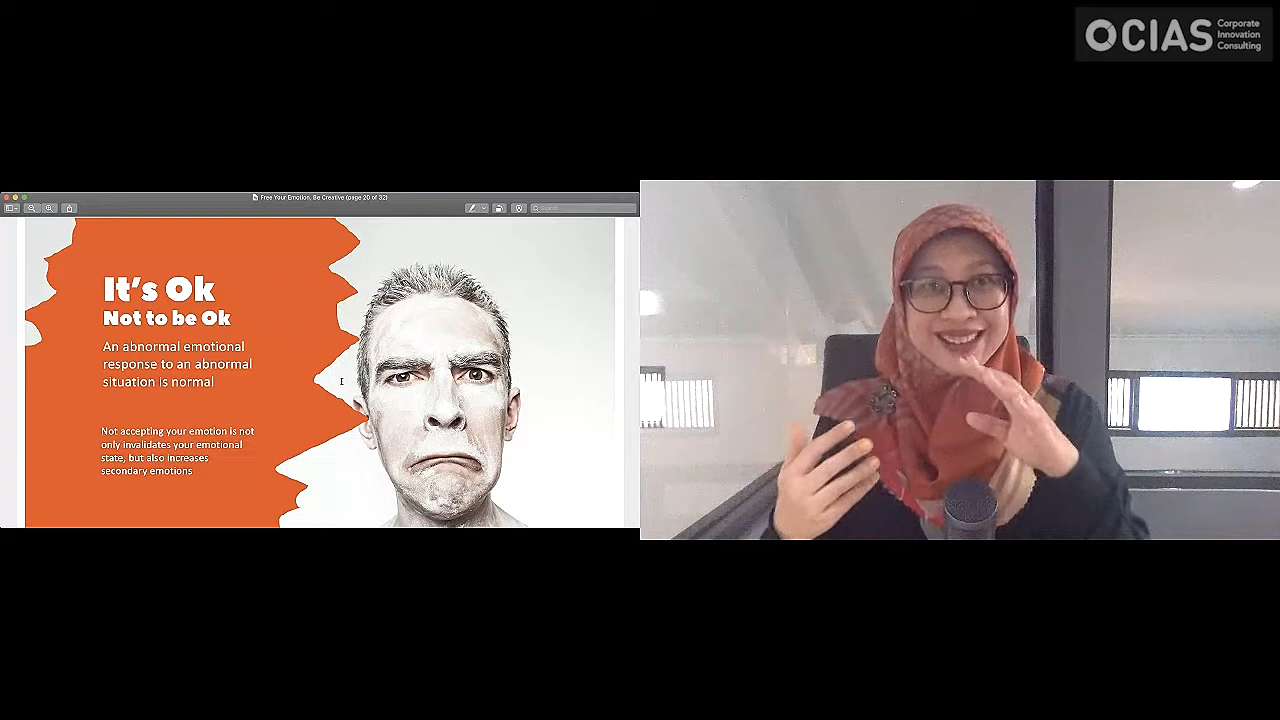 OCIAS
Corporate
Innovation
Consulting
Free Your Emotion, Be Creative (page 20 of 32)
Search
It's Ok
Not to be Ok
An abnormal emotional
response to an abnormal
situation is normal
Not accepting your emotion is not
only invalidates your emotional
state, but also increases
secondary emotions